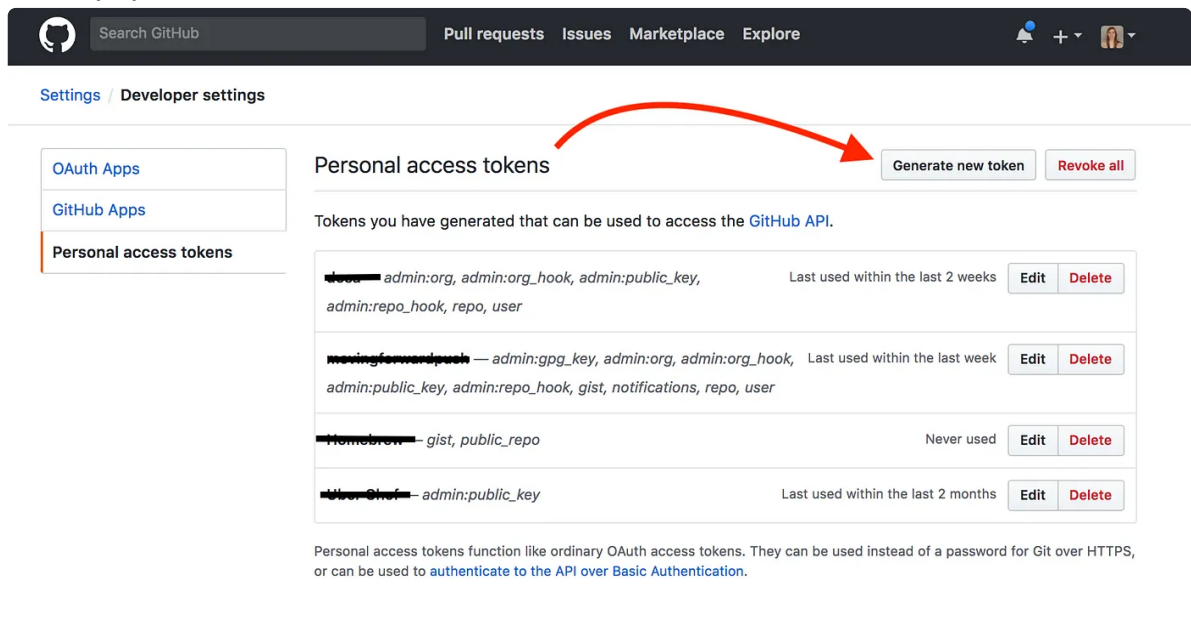 Search GitHub Pull requests Issues Marketplace Explore
Settings / Developer settings
OAuth Apps
GitHub Apps
Personal access tokens
Personal access tokens
Generate new token Revoke all
Tokens you have generated that can be used to access the GitHub API.
admin:org, admin:org_hook, admin:public_key, Last used within the last 2 weeks Edit Delete
admin:repo_hook, repo, user
— admin:gpg_key, admin:org, admin:org_hook, Last used within the last week Edit Delete
admin:public_key, admin:repo_hook, gist, notifications, repo, user
– gist, public_repo Never used Edit Delete
– admin:public_key Last used within the last 2 months Edit Delete
Personal access tokens function like ordinary OAuth access tokens. They can be used instead of a password for Git over HTTPS,
or can be used to authenticate to the API over Basic Authentication.